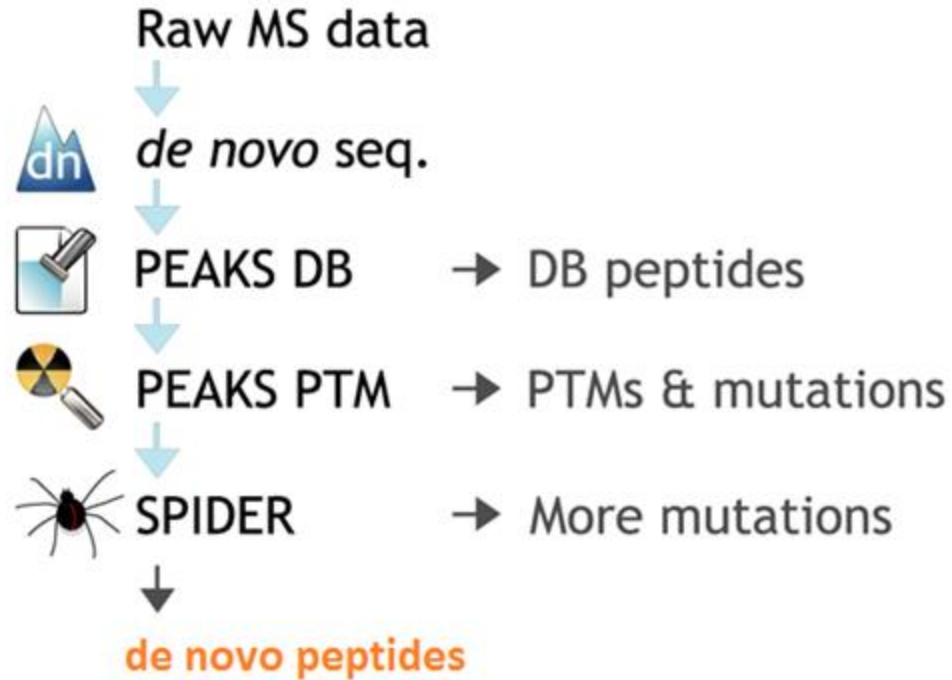 Raw MS data
dn
de novo seq.
PEAKS DB → DB peptides
PEAKS PTM → PTMs & mutations
SPIDER → More mutations
de novo peptides